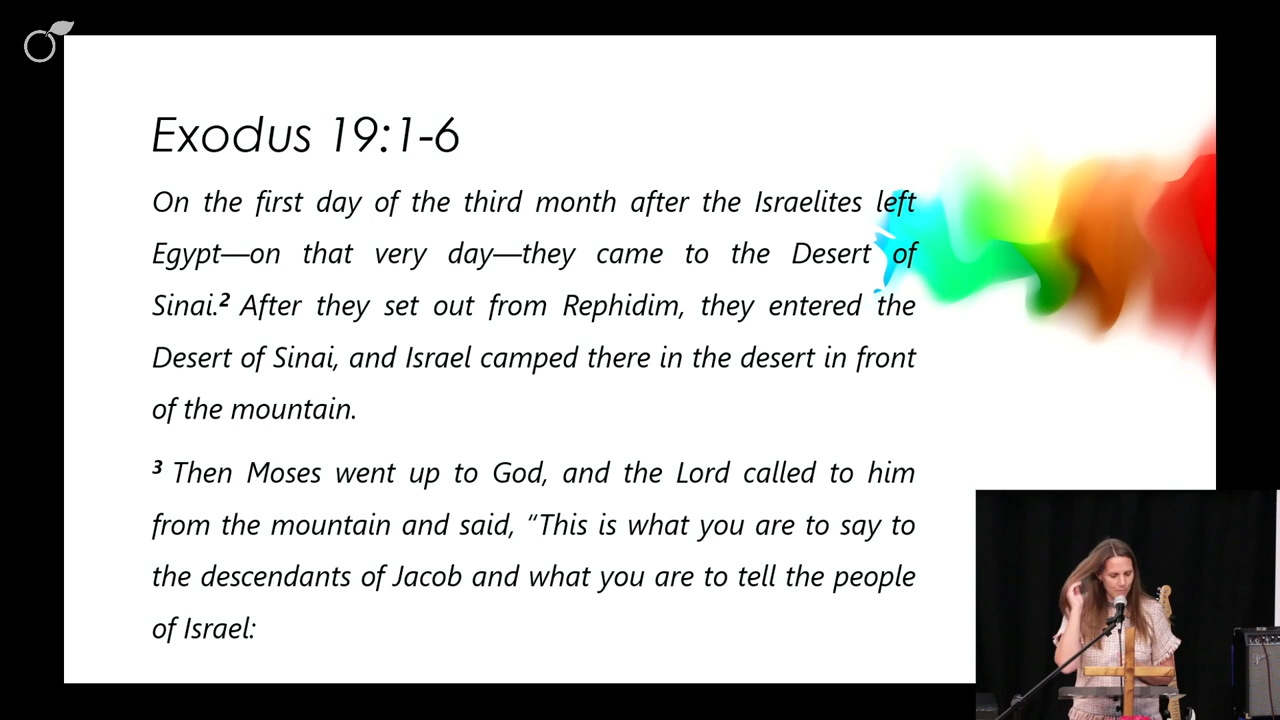 Exodus 19:1-6
On the first day of the third month after the Israelites left
Egypt—on that very day—they came to the Desert of
Sinai.² After they set out from Rephidim, they entered the
Desert of Sinai, and Israel camped there in the desert in front
of the mountain.
³ Then Moses went up to God, and the Lord called to him
from the mountain and said, “This is what you are to say to
the descendants of Jacob and what you are to tell the people
of Israel: